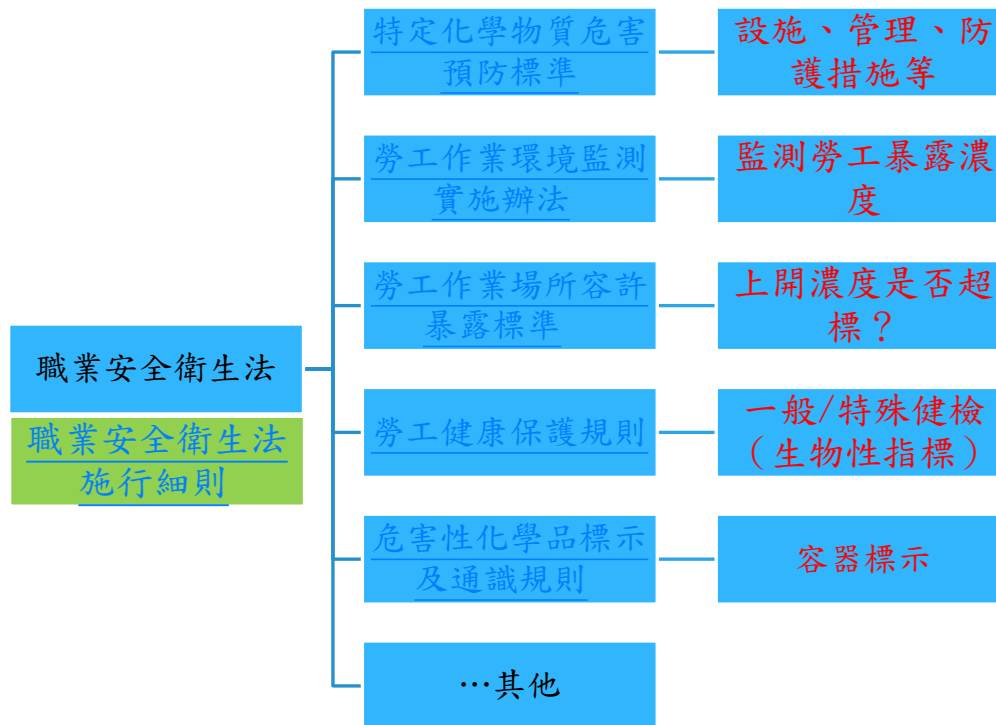 特定化學物質危害
預防標準
設施、管理、防
護措施等
勞工作業環境監測
實施辦法
監測勞工暴露濃
度
勞工作業場所容許
暴露標準
上開濃度是否超
標？
職業安全衛生法
職業安全衛生法
施行細則
勞工健康保護規則
一般/特殊健檢
（生物性指標）
危害性化學品標示
及通識規則
容器標示
…其他